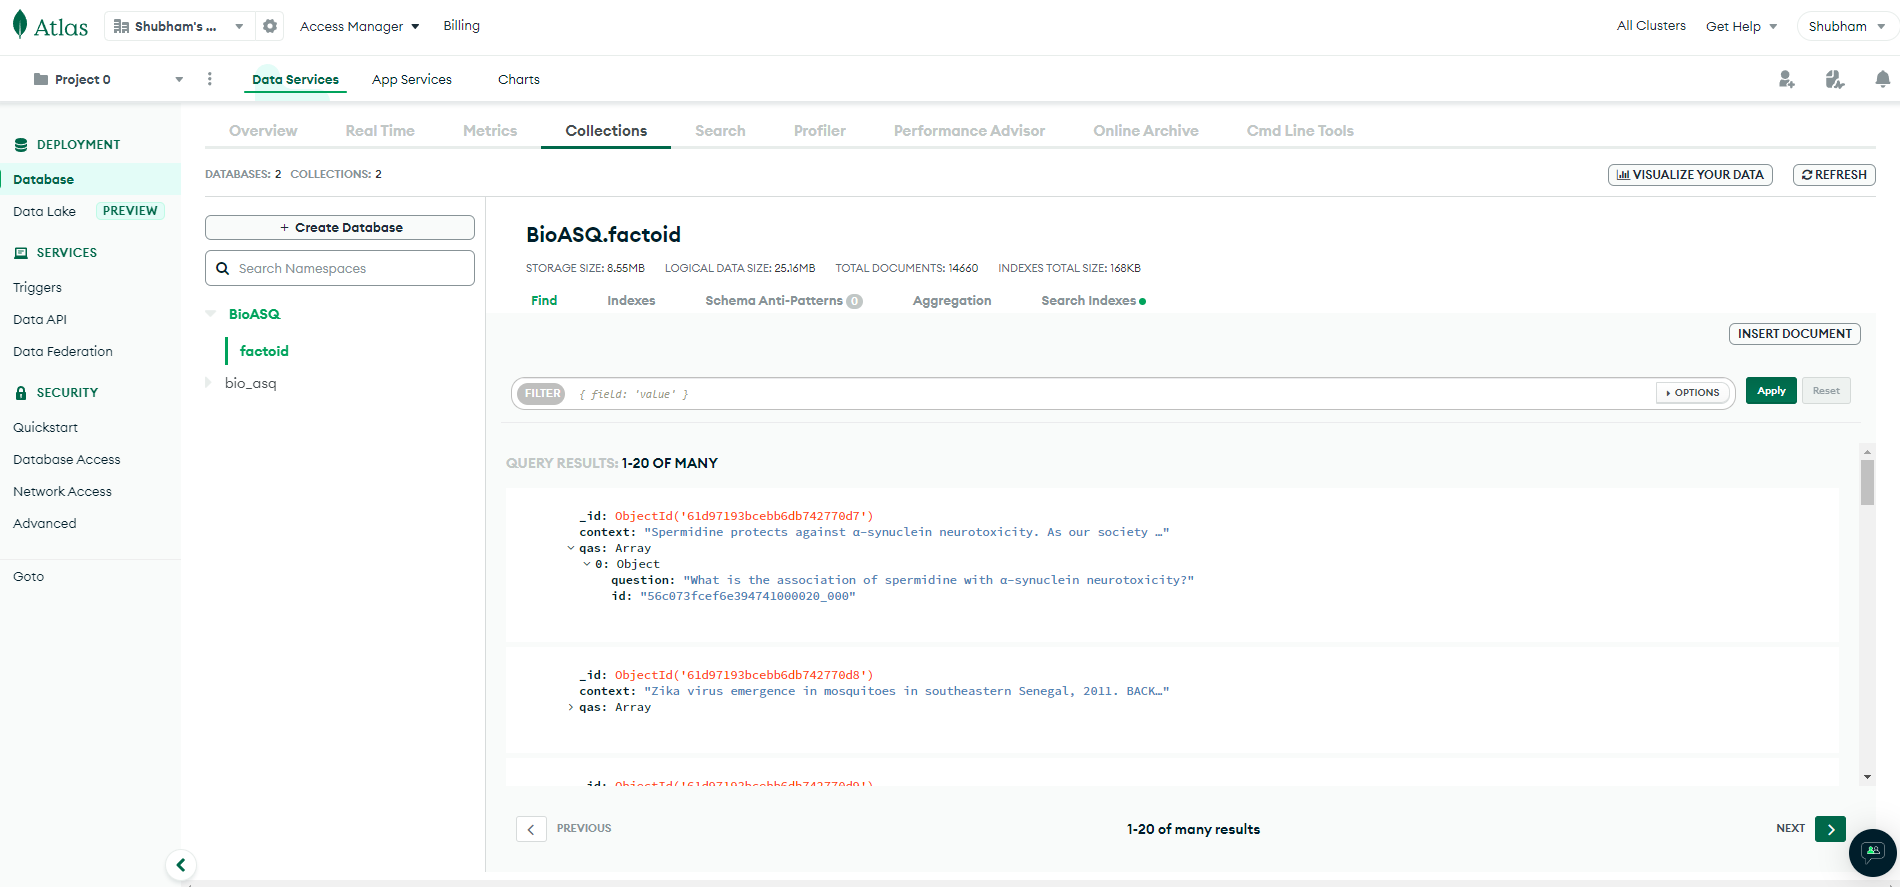 Atlas Shubham's ... Access Manager Billing All Clusters Get Help Shubham
Project 0 Data Services App Services Charts
DEPLOYMENT
Database
Data Lake PREVIEW
SERVICES
Triggers
Data API
Data Federation
SECURITY
Quickstart
Database Access
Network Access
Advanced
Goto
Overview Real Time Metrics Collections Search Profiler Performance Advisor Online Archive Cmd Line Tools
DATABASES: 2 COLLECTIONS: 2 VISUALIZE YOUR DATA REFRESH
+ Create Database
Search Namespaces
BioASQ
factoid
bio_asq
BioASQ.factoid
STORAGE SIZE: 8.55MB LOGICAL DATA SIZE: 25.16MB TOTAL DOCUMENTS: 14660 INDEXES TOTAL SIZE: 168KB
Find Indexes Schema Anti-Patterns 0 Aggregation Search Indexes
INSERT DOCUMENT
FILTER { field: 'value' } OPTIONS Apply Reset
QUERY RESULTS: 1-20 OF MANY
_id: ObjectId('61d97193bcebb6db742770d7')
context: "Spermidine protects against α-synuclein neurotoxicity. As our society …"
qas: Array
0: Object
question: "What is the association of spermidine with α-synuclein neurotoxicity?"
id: "56c073fcef6e394741000020_000"
_id: ObjectId('61d97193bcebb6db742770d8')
context: "Zika virus emergence in mosquitoes in southeastern Senegal, 2011. BACK…"
qas: Array
_id: ObjectId('61d97193bcebb6db742770d9')
PREVIOUS 1-20 of many results NEXT